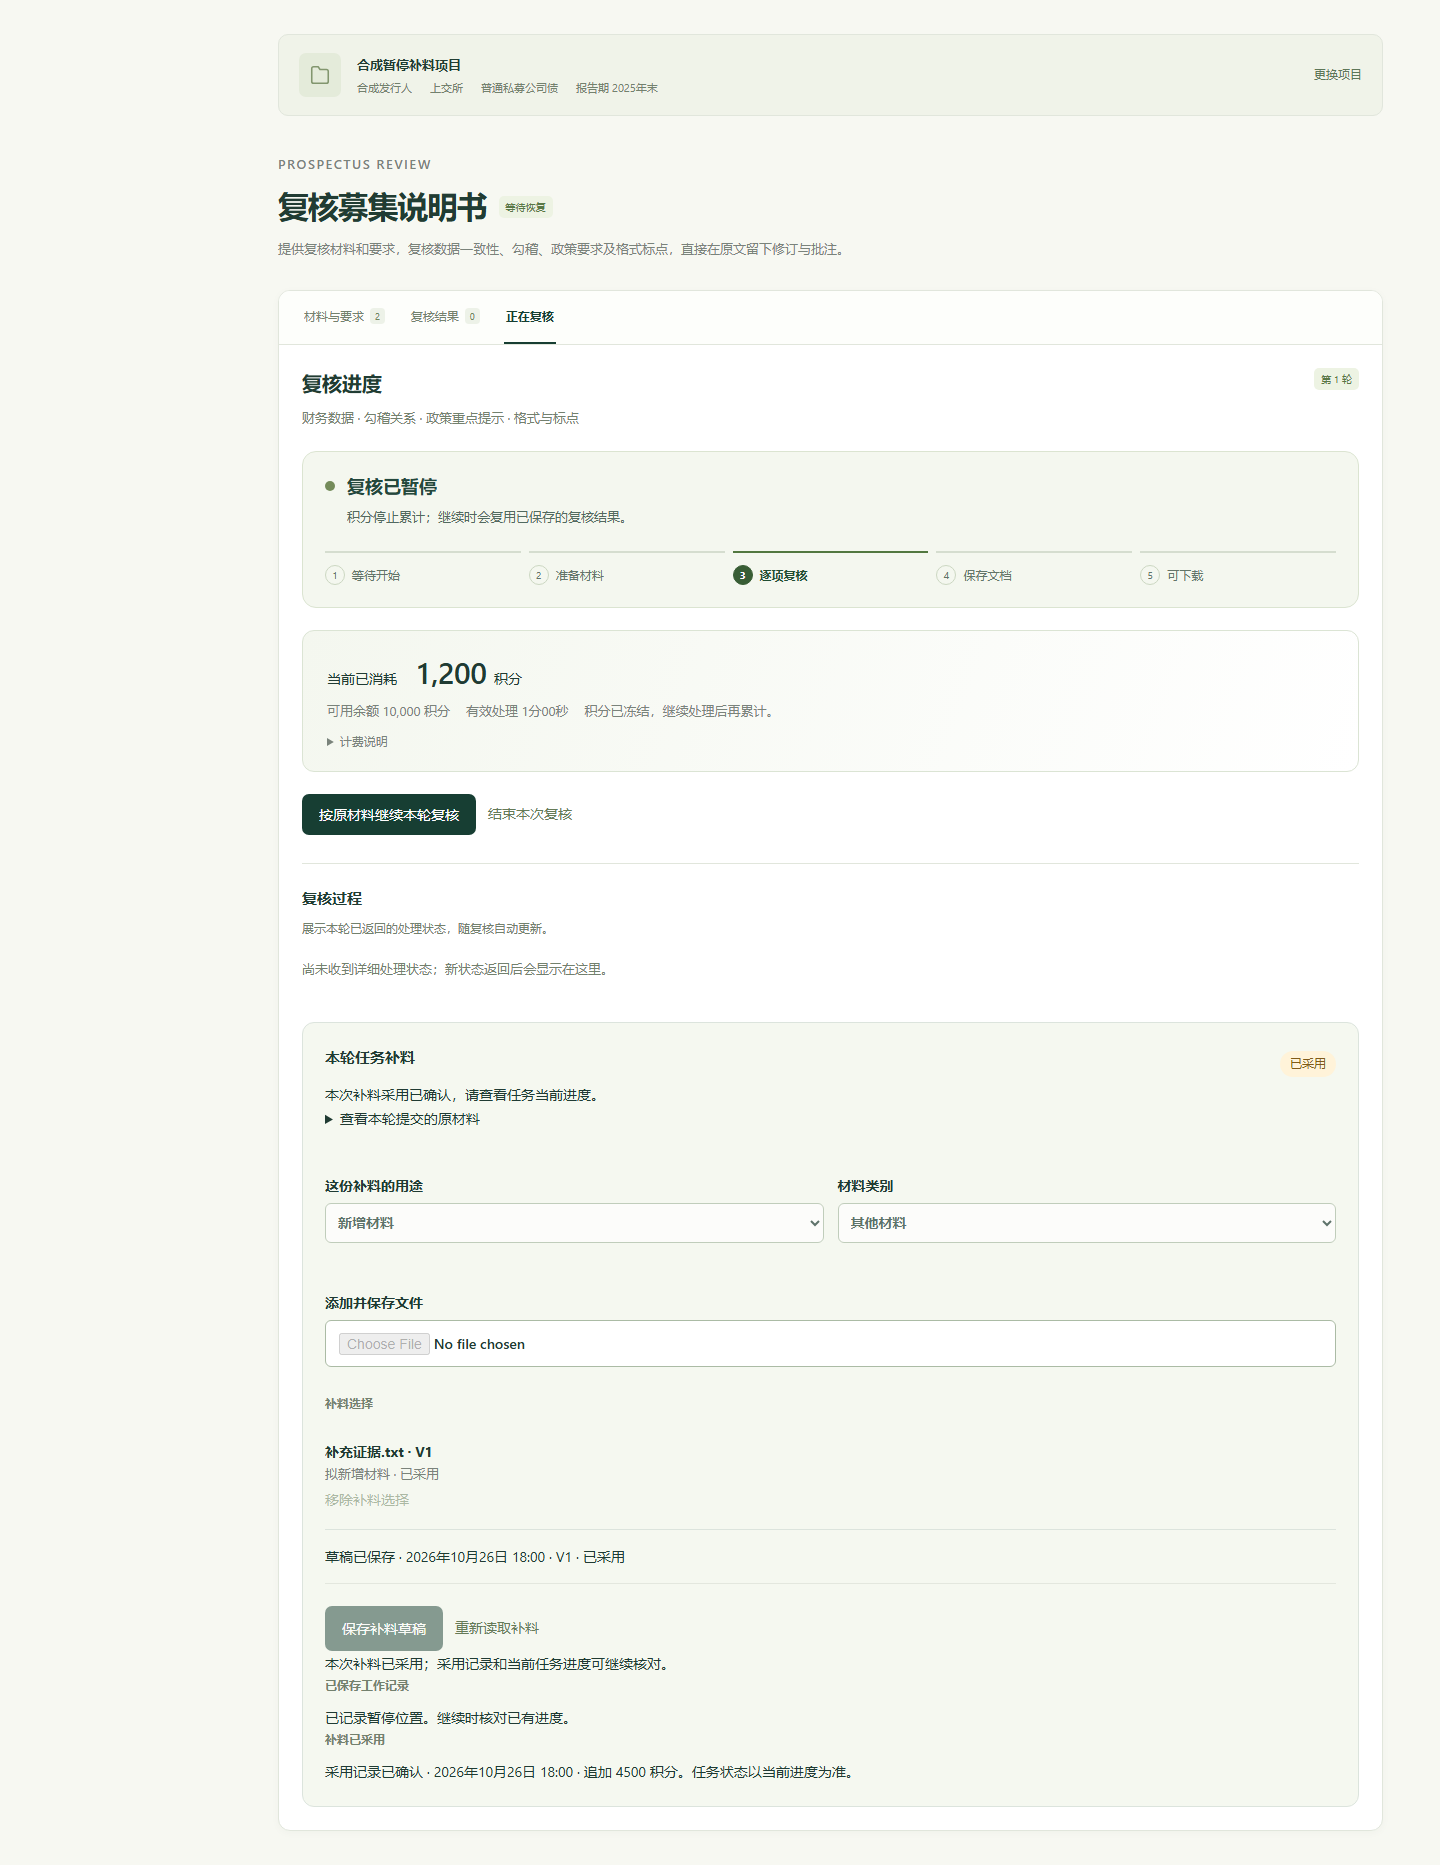 合成暂停补料项目
合成发行人 上交所 普通私募公司债 报告期 2025年末
更换项目
PROSPECTUS REVIEW
复核募集说明书 等待恢复
提供复核材料和要求，复核数据一致性、勾稽、政策要求及格式标点，直接在原文留下修订与批注。
材料与要求 2 复核结果 0 正在复核
复核进度
第 1 轮
财务数据 · 勾稽关系 · 政策重点提示 · 格式与标点
复核已暂停
积分停止累计；继续时会复用已保存的复核结果。
1 等待开始 2 准备材料 3 逐项复核 4 保存文档 5 可下载
当前已消耗 1,200 积分
可用余额 10,000 积分 有效处理 1分00秒 积分已冻结，继续处理后再累计。
计费说明
按原材料继续本轮复核 结束本次复核
复核过程
展示本轮已返回的处理状态，随复核自动更新。
尚未收到详细处理状态；新状态返回后会显示在这里。
本轮任务补料
已采用
本次补料采用已确认，请查看任务当前进度。
查看本轮提交的原材料
这份补料的用途 材料类别
新增材料 其他材料
添加并保存文件
Choose File No file chosen
补料选择
补充证据.txt · V1
拟新增材料 · 已采用
移除补料选择
草稿已保存 · 2026年10月26日 18:00 · V1 · 已采用
保存补料草稿 重新读取补料
本次补料已采用；采用记录和当前任务进度可继续核对。
已保存工作记录
已记录暂停位置。继续时核对已有进度。
补料已采用
采用记录已确认 · 2026年10月26日 18:00 · 追加 4500 积分。任务状态以当前进度为准。